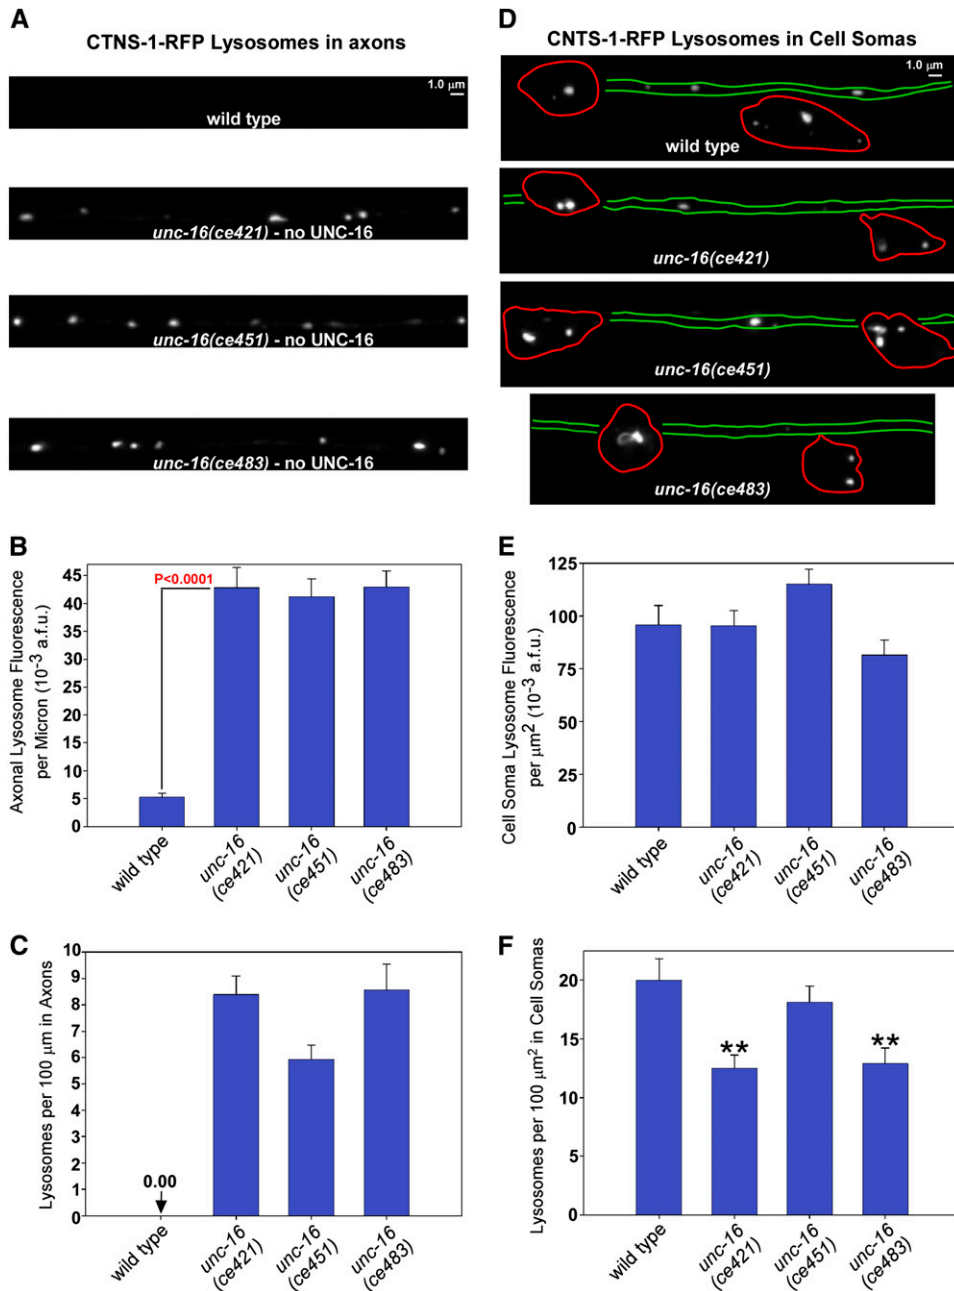 A
CTNS-1-RFP Lysosomes in axons
1.0 μm
wild type
unc-16(ce421) - no UNC-16
unc-16(ce451) - no UNC-16
unc-16(ce483) - no UNC-16
D
CNTS-1-RFP Lysosomes in Cell Somas
1.0 μm
wild type
unc-16(ce421)
unc-16(ce451)
unc-16(ce483)
B
Axonal Lysosome Fluorescence
per Micron (10⁻³ a.f.u.)
45
40
35
30
25
20
15
10
5
0
P<0.0001
wild type
unc-16
(ce421)
unc-16
(ce451)
unc-16
(ce483)
E
Cell Soma Lysosome Fluorescence
per μm² (10⁻³ a.f.u.)
125
100
75
50
25
0
wild type
unc-16
(ce421)
unc-16
(ce451)
unc-16
(ce483)
C
Lysosomes per 100 μm in Axons
10
9
8
7
6
5
4
3
2
1
0
0.00
wild type
unc-16
(ce421)
unc-16
(ce451)
unc-16
(ce483)
F
Lysosomes per 100 μm² in Cell Somas
20
15
10
5
0
**
**
wild type
unc-16
(ce421)
unc-16
(ce451)
unc-16
(ce483)